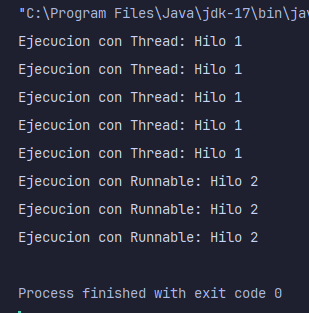 "C:\Program Files\Java\jdk-17\bin\jav
Ejecucion con Thread: Hilo 1
Ejecucion con Thread: Hilo 1
Ejecucion con Thread: Hilo 1
Ejecucion con Thread: Hilo 1
Ejecucion con Thread: Hilo 1
Ejecucion con Runnable: Hilo 2
Ejecucion con Runnable: Hilo 2
Ejecucion con Runnable: Hilo 2
Process finished with exit code 0